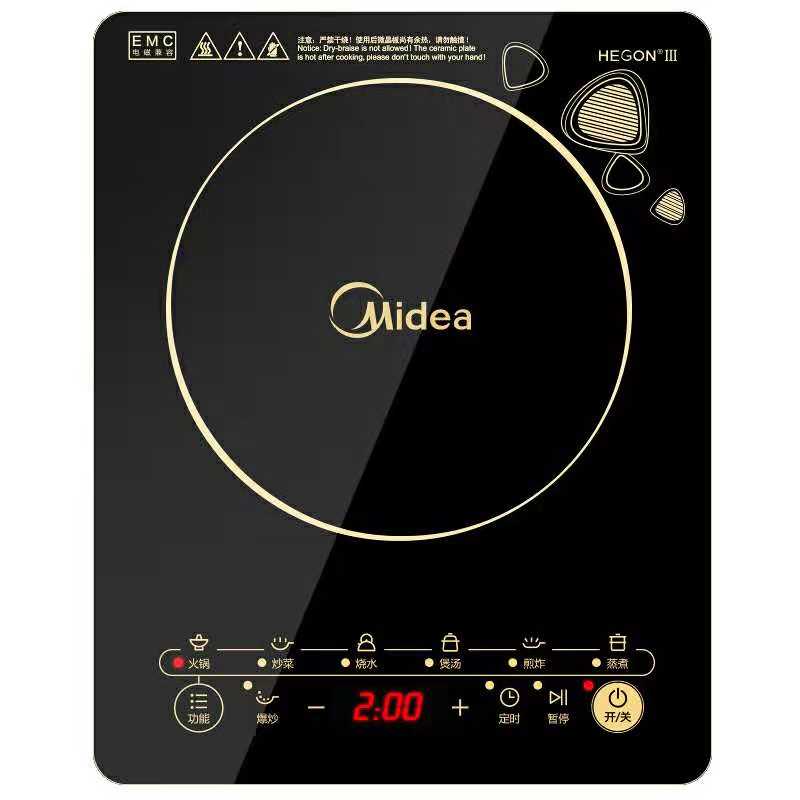 EMC
电磁兼容
注意,严禁干烧!使用后微晶板尚有余热,请勿触摸!
Notice: Dry-braise is not allowed! The ceramic plate
is hot after cooking, please don't touch with your hand!
HEGON® III
Midea
火锅 炒菜 烧水 煲汤 煎炸 蒸煮
功能 爆炒 − 2:00 + 定时 暂停 开/关